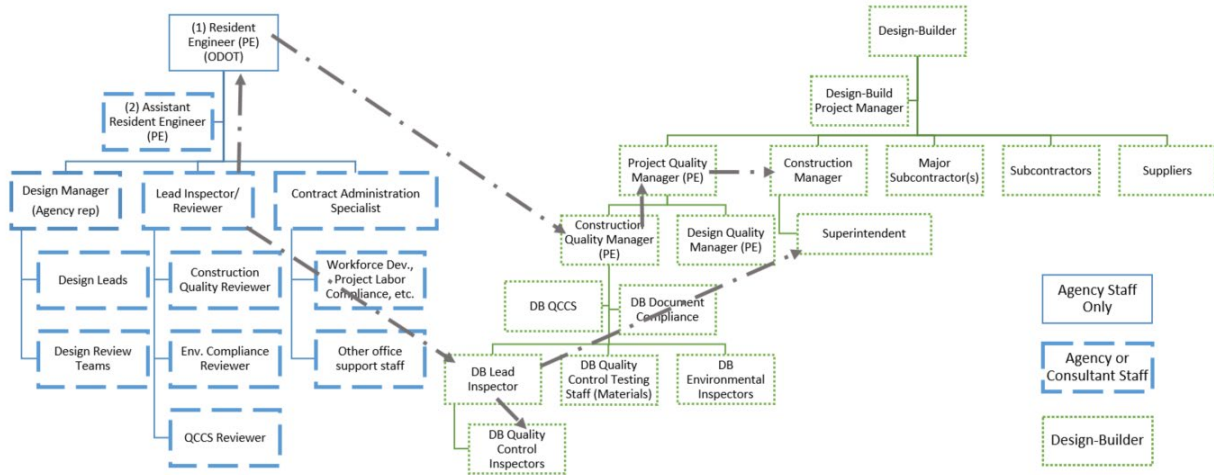 (1) Resident
Engineer (PE)
(ODOT)
(2) Assistant
Resident Engineer
(PE)
Design Manager
(Agency rep)
Lead Inspector/
Reviewer
Contract Administration
Specialist
Design Leads
Construction
Quality Reviewer
Workforce Dev.,
Project Labor
Compliance, etc.
Design Review
Teams
Env. Compliance
Reviewer
Other office
support staff
QCCS Reviewer
Design-Builder
Design-Build
Project Manager
Project Quality
Manager (PE)
Construction
Manager
Major
Subcontractor(s)
Subcontractors
Suppliers
Construction
Quality Manager
(PE)
Design Quality
Manager (PE)
Superintendent
DB QCCS
DB Document
Compliance
DB Lead
Inspector
DB Quality
Control Testing
Staff (Materials)
DB
Environmental
Inspectors
DB Quality
Control
Inspectors
Agency Staff
Only
Agency or
Consultant Staff
Design-Builder